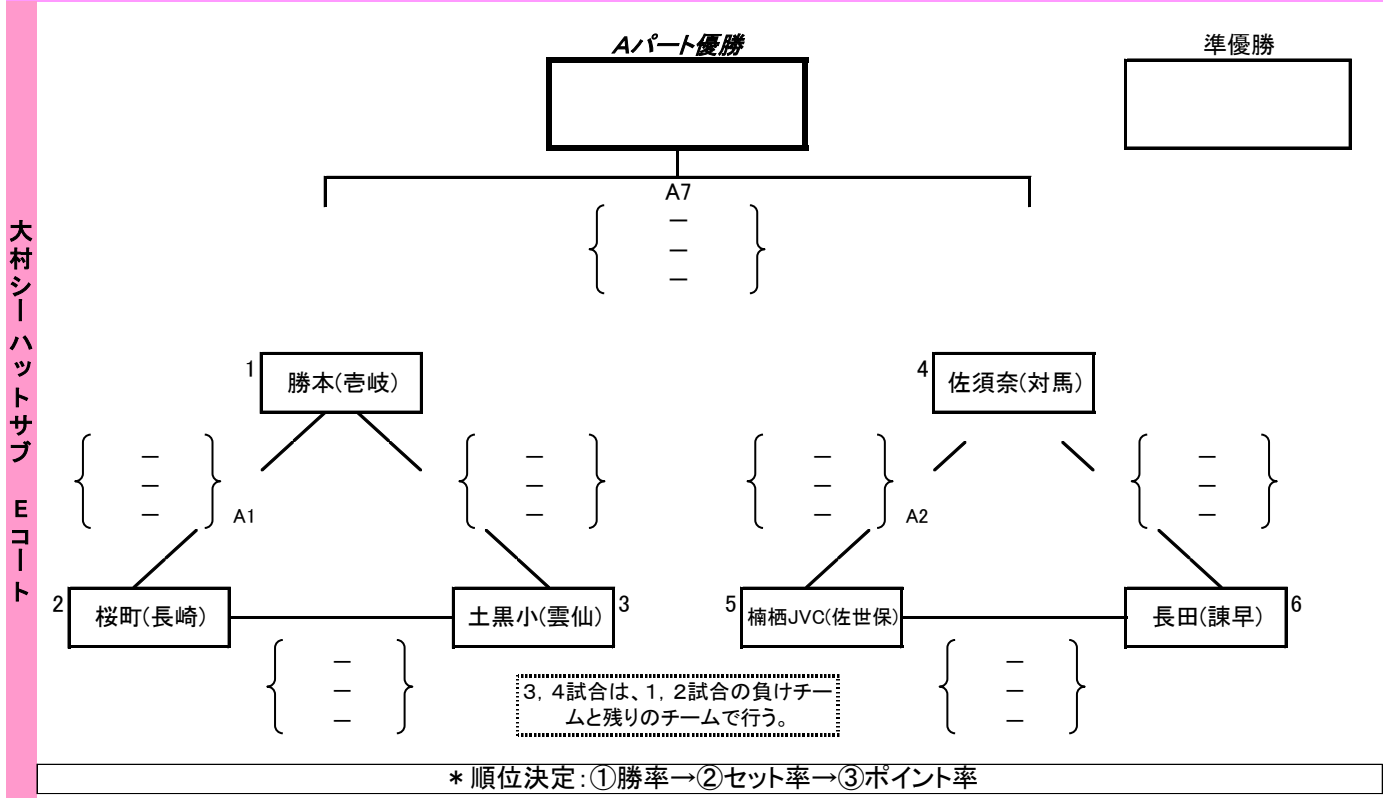 大村シーハットサブ　Eコート
Aパート優勝
準優勝
A7
－
－
－
1
勝本(壱岐)
4
佐須奈(対馬)
－
－
－
A1
－
－
－
－
－
－
A2
－
－
－
2
桜町(長崎)
土黒小(雲仙)
3
5
楠栖JVC(佐世保)
長田(諫早)
6
－
－
－
3, 4試合は、1, 2試合の負けチー
ムと残りのチームで行う。
－
－
－
＊順位決定:①勝率→②セット率→③ポイント率